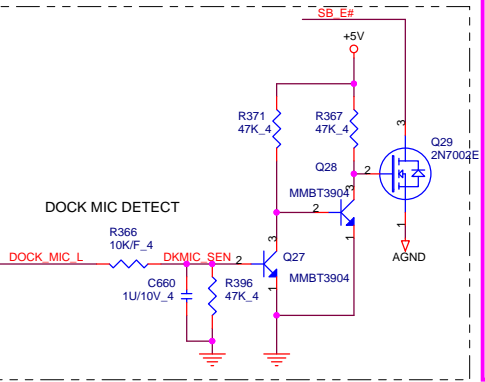 SB_E#
+5V
R371
47K_4
R367
47K_4
3
Q29
2N7002E
Q28
2
MMBT3904
3
2
1
1
AGND
DOCK MIC DETECT
R366
10K/F_4
DOCK_MIC_L
DKMIC_SEN
2
3
Q27
MMBT3904
1
C660
1U/10V_4
R396
47K_4